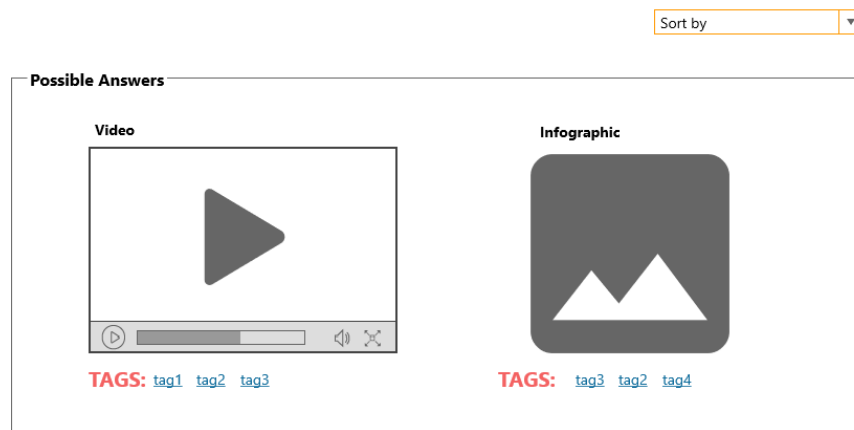 Sort by
Possible Answers
Video
Infographic
TAGS: tag1 tag2 tag3
TAGS: tag3 tag2 tag4